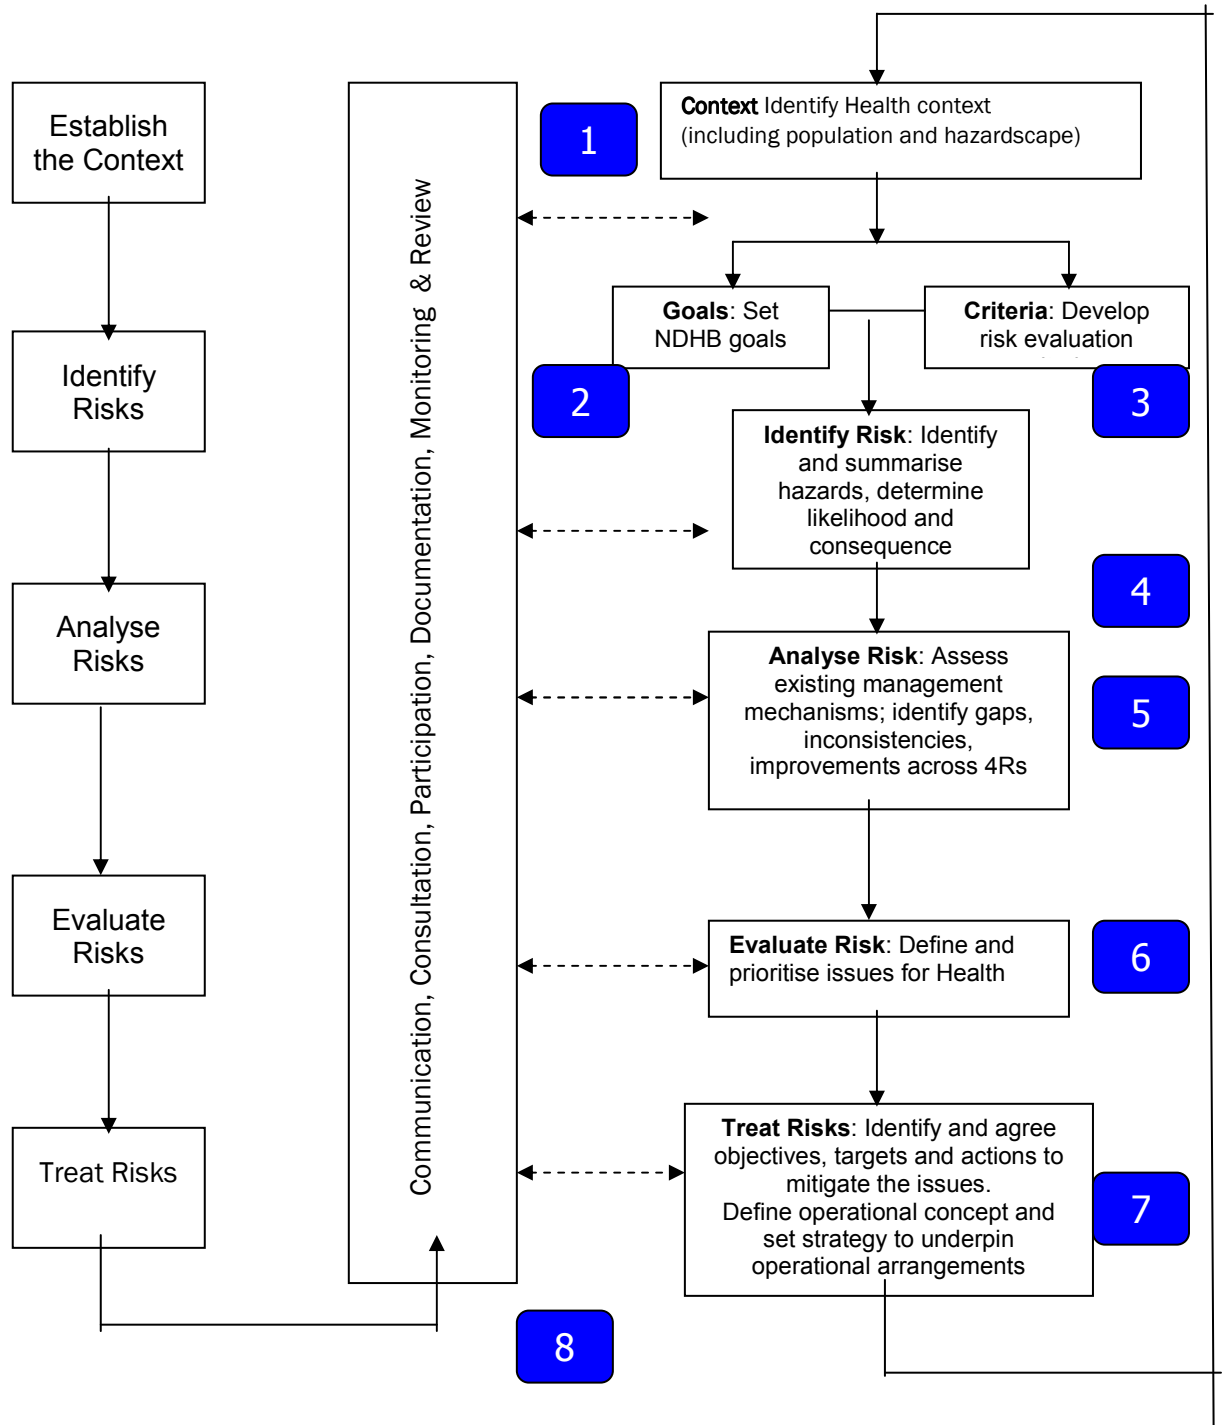 Establish
the Context
Identify
Risks
Analyse
Risks
Evaluate
Risks
Treat Risks
Communication, Consultation, Participation, Documentation, Monitoring & Review
1
Context Identify Health context
(including population and hazardscape)
Goals: Set
NDHB goals
Criteria: Develop
risk evaluation
2
3
Identify Risk: Identify
and summarise
hazards, determine
likelihood and
consequence
4
Analyse Risk: Assess
existing management
mechanisms; identify gaps,
inconsistencies,
improvements across 4Rs
5
Evaluate Risk: Define and
prioritise issues for Health
6
Treat Risks: Identify and agree
objectives, targets and actions to
mitigate the issues.
Define operational concept and
set strategy to underpin
operational arrangements
7
8